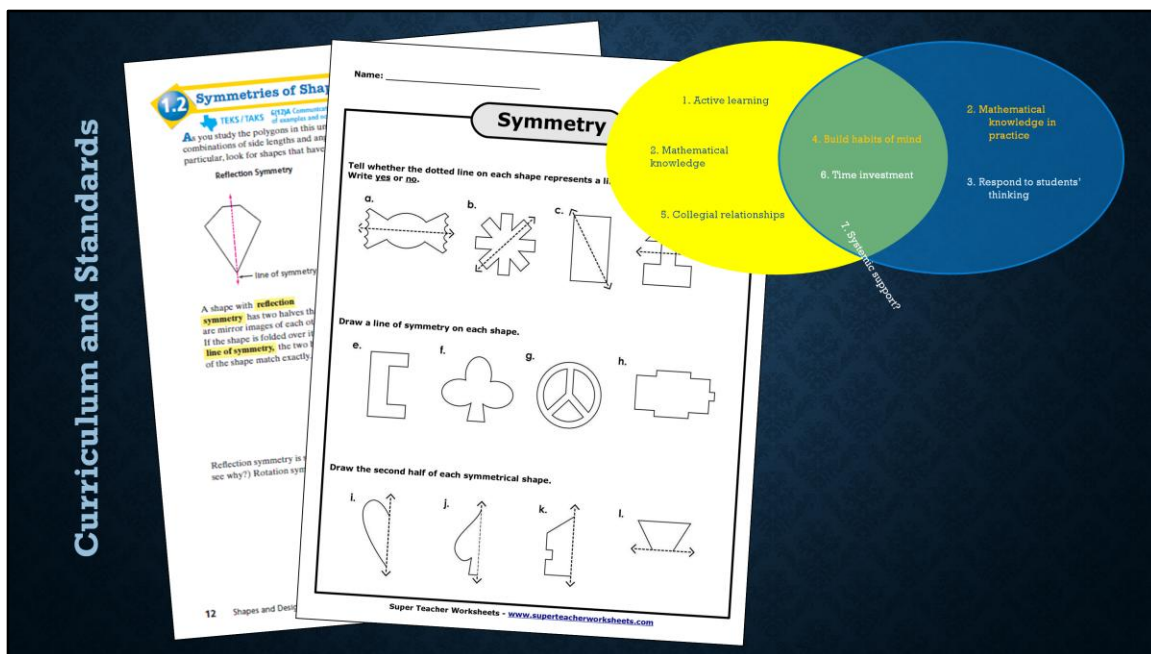 Curriculum and Standards
1.2 Symmetries of Shap
TEKS / TAKS
of examples and
As you study the polygons in this un
combinations of side lengths and an
particular, look for shapes that have
Reflection Symmetry
line of symmetry
A shape with reflection
symmetry has two halves th
are mirror images of each ot
If the shape is folded over it
line of symmetry, the two h
of the shape match exactly.
Reflection symmetry is
see why?) Rotation sym
12 Shapes and Desig
Name:
Symmetry
Tell whether the dotted line on each shape represents a li
Write yes or no.
a.
b.
c.
Draw a line of symmetry on each shape.
e.
f.
g.
h.
Draw the second half of each symmetrical shape.
i.
j.
k.
l.
Super Teacher Worksheets - www.superteacherworksheets.com
1. Active learning
2. Mathematical
knowledge
5. Collegial relationships
4. Build habits of mind
6. Time investment
7. Systemic support?
2. Mathematical
knowledge in
practice
3. Respond to students'
thinking